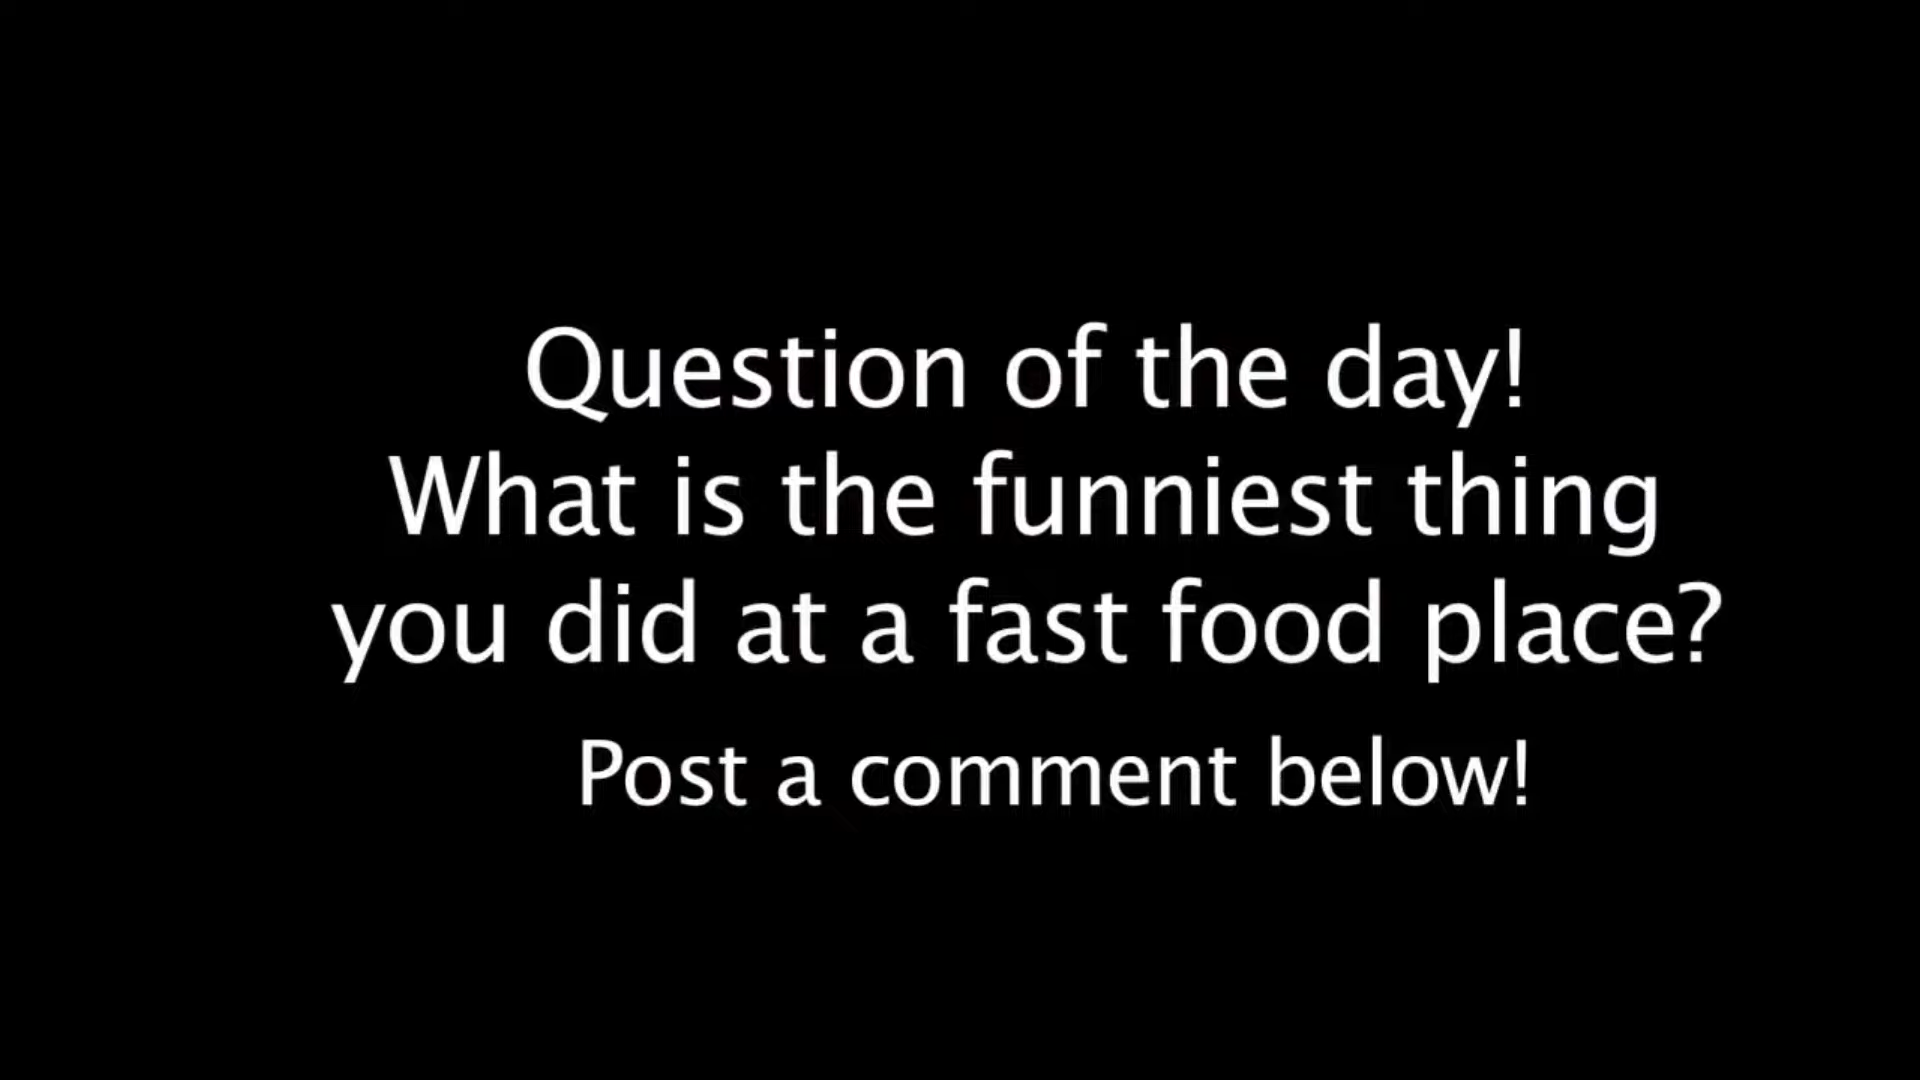 Question of the day!
What is the funniest thing
you did at a fast food place?
Post a comment below!